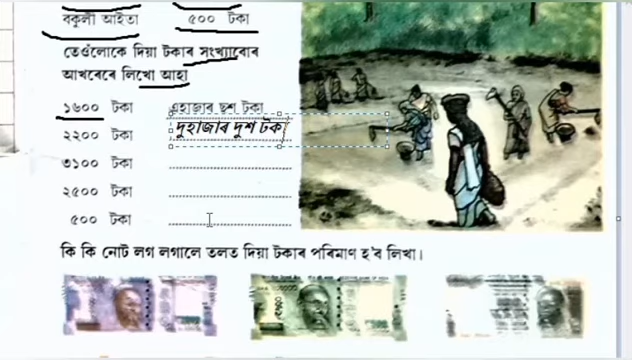 বকুলী আইতা ৫০০ টকা
তেওঁলোকে দিয়া টকাৰ সংখ্যাবোৰ
আখৰেৰে লিখো আহা
১৬০০ টকা এহাজাৰ ছশ টকা
২২০০ টকা দুহাজাৰ দুশ টকা
৩১০০ টকা
২৫০০ টকা
৫০০ টকা
কি কি নোট লগ লগালে তলত দিয়া টকাৰ পৰিমাণ হ'ব লিখা।